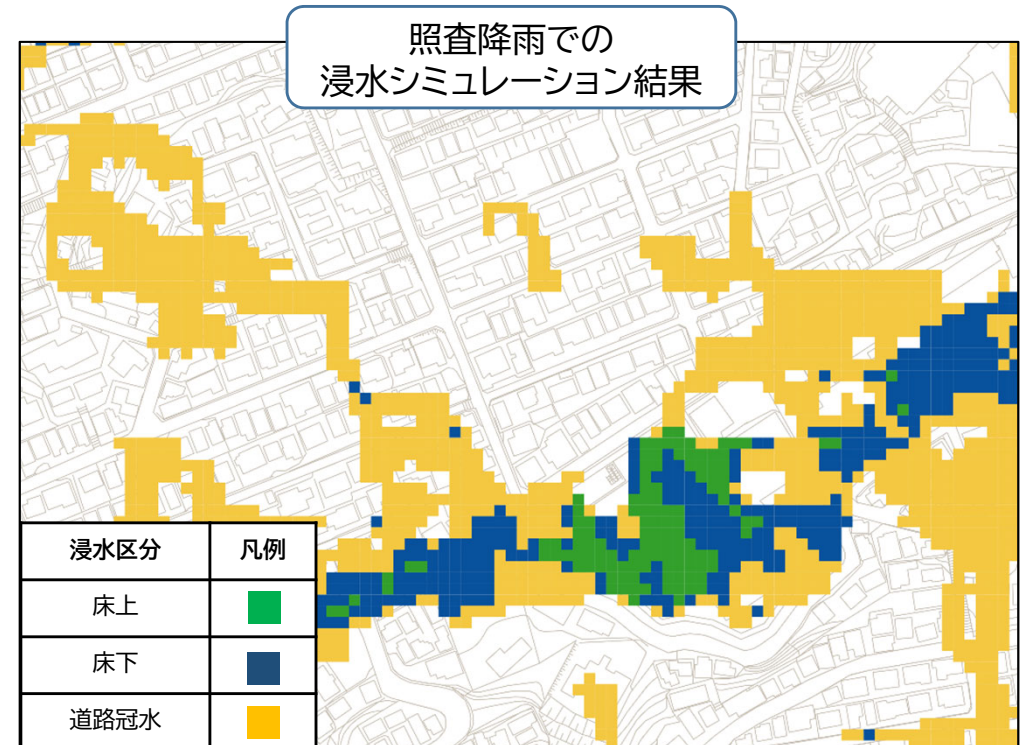 照査降雨での
浸水シミュレーション結果
浸水区分 凡例
床上
床下
道路冠水